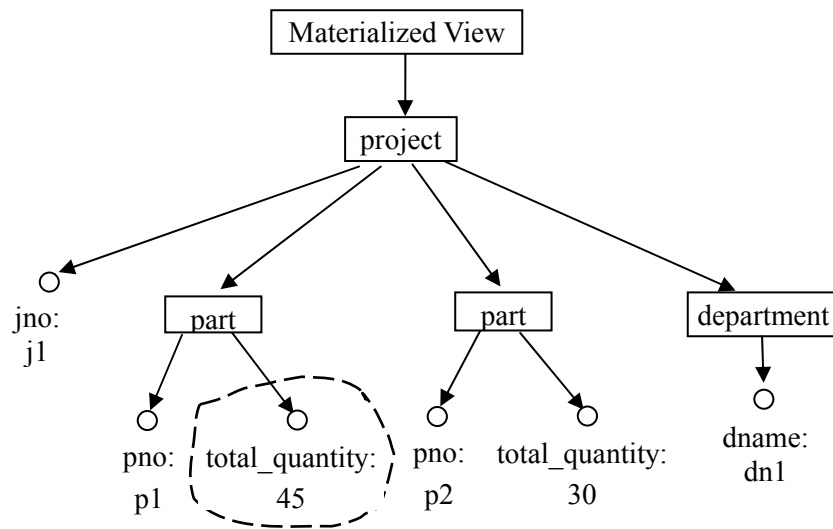 Materialized View
project
jno:
j1
part
part
department
pno:
p1
total_quantity:
45
pno:
p2
total_quantity:
30
dname:
dn1